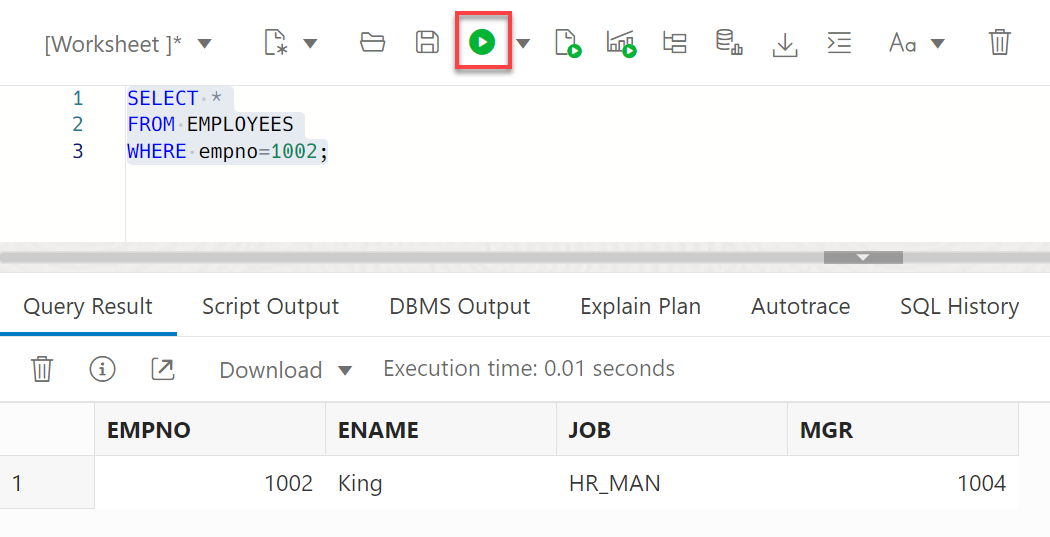 [Worksheet ]* Aa
1 SELECT *
2 FROM EMPLOYEES
3 WHERE empno=1002;
Query Result Script Output DBMS Output Explain Plan Autotrace SQL History
Download Execution time: 0.01 seconds
EMPNO ENAME JOB MGR
1 1002 King HR_MAN 1004